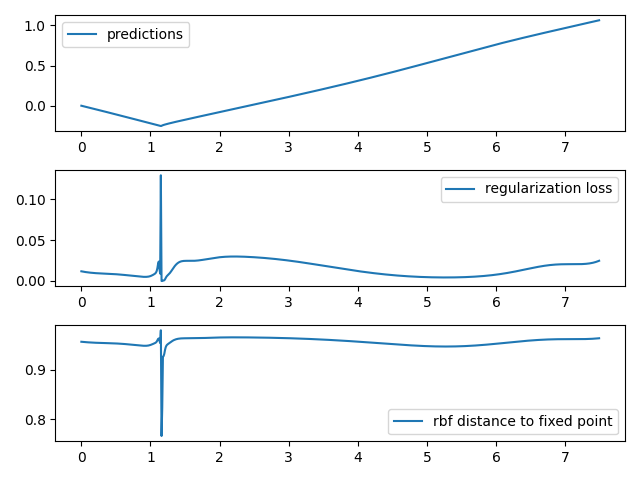 1.0
predictions
0.5
0.0
0 1 2 3 4 5 6 7
regularization loss
0.10
0.05
0.00
0 1 2 3 4 5 6 7
0.9
0.8
rbf distance to fixed point
0 1 2 3 4 5 6 7